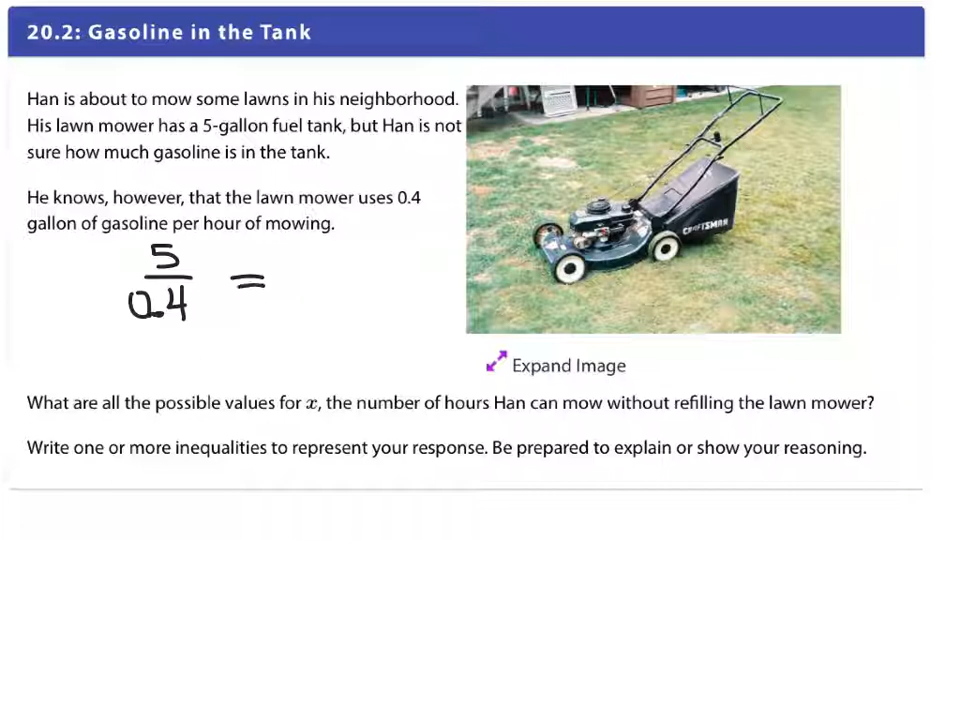 20.2: Gasoline in the Tank
Han is about to mow some lawns in his neighborhood.
His lawn mower has a 5-gallon fuel tank, but Han is not
sure how much gasoline is in the tank.
He knows, however, that the lawn mower uses 0.4
gallon of gasoline per hour of mowing.
5
0.4 =
CRAFTSMAN
Expand Image
What are all the possible values for x, the number of hours Han can mow without refilling the lawn mower?
Write one or more inequalities to represent your response. Be prepared to explain or show your reasoning.